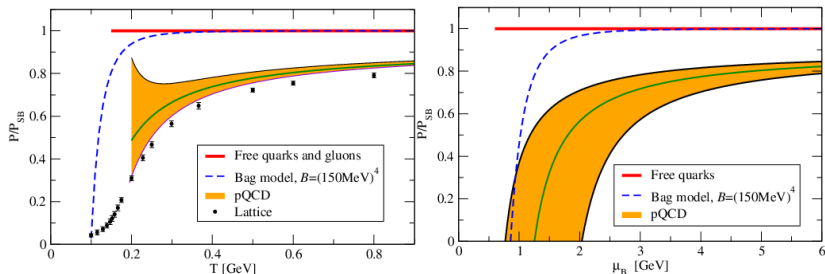 P/P_SB
1
0.8
0.6
0.4
0.2
0
0 0.2 0.4 0.6 0.8
T [GeV]
Free quarks and gluons
Bag model, B=(150MeV)^4
pQCD
Lattice
P/P_SB
1
0.8
0.6
0.4
0.2
0
0 1 2 3 4 5 6
μ_B [GeV]
Free quarks
Bag model, B=(150MeV)^4
pQCD